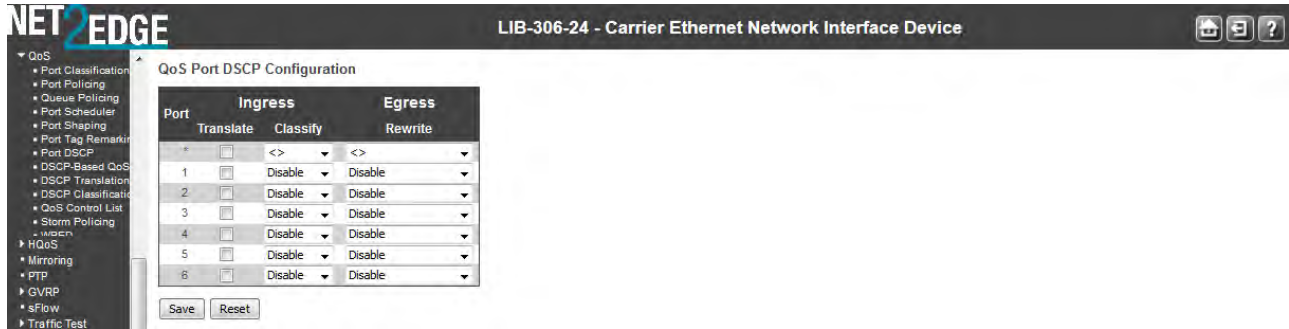 NET2EDGE
LIB-306-24 - Carrier Ethernet Network Interface Device
?
QoS
Port Classification
Port Policing
Queue Policing
Port Scheduler
Port Shaping
Port Tag Remarkin
Port DSCP
DSCP-Based QoS
DSCP Translation
DSCP Classificatio
QoS Control List
Storm Policing
WRED
HQoS
Mirroring
PTP
GVRP
sFlow
Traffic Test
QoS Port DSCP Configuration
Port Ingress Egress
Translate Classify Rewrite
* <> <>
1 Disable Disable
2 Disable Disable
3 Disable Disable
4 Disable Disable
5 Disable Disable
6 Disable Disable
Save Reset